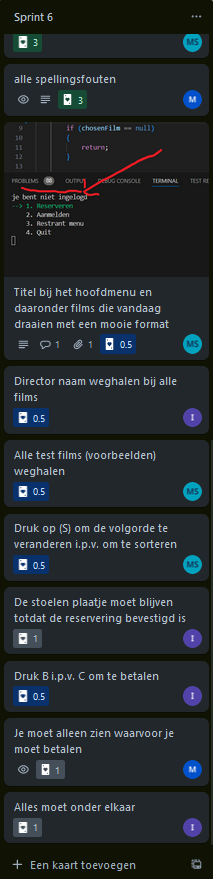 Sprint 6
3
MS
alle spellingsfouten
3
M
9 if (chosenFilm == null)
10 {
11 return;
12 }
13
PROBLEMS 88 OUTPUT DEBUG CONSOLE TERMINAL TEST RE
je bent niet ingelogd
--> 1. Reserveren
2. Aanmelden
3. Restrant menu
4. Quit
Titel bij het hoofdmenu en
daaronder films die vandaag
draaien met een mooie format
1 1 0.5
MS
Director naam weghalen bij alle
films
0.5
I
Alle test films (voorbeelden)
weghalen
0.5
MS
Druk op (S) om de volgorde te
veranderen i.p.v. om te sorteren
0.5
MS
De stoelen plaatje moet blijven
totdat de reservering bevestigd is
1
I
Druk B i.p.v. C om te betalen
0.5
I
Je moet alleen zien waarvoor je
moet betalen
1
M
Alles moet onder elkaar
1
I
+ Een kaart toevoegen